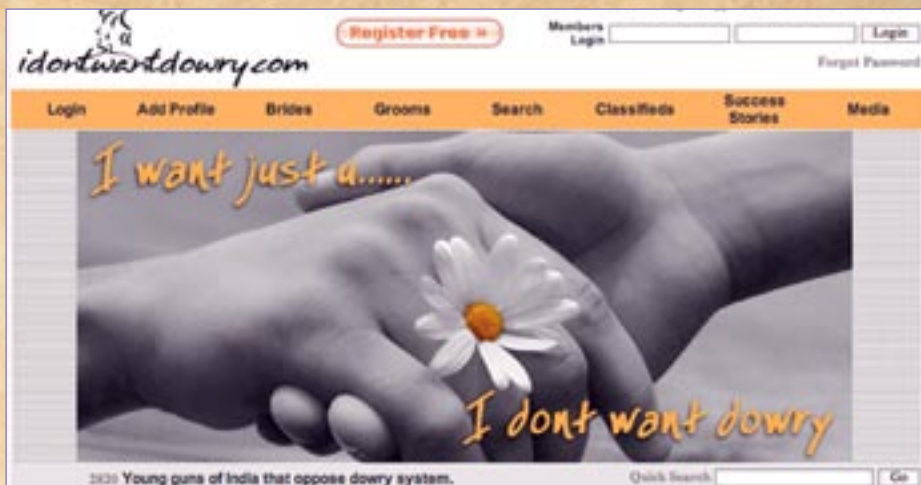 Register Free »
Members Login
Login
idontwantdowry.com
Forgot Password
Login Add Profile Brides Grooms Search Classifieds Success Stories Media
I want just a......
I dont want dowry
Young guns of India that oppose dowry system.
Quick Search Go